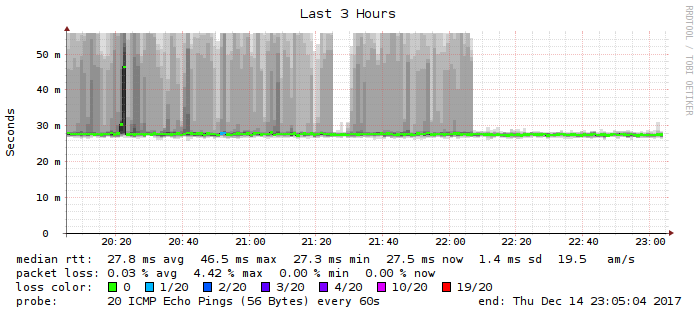 Last 3 Hours
RRDTOOL / TOBI OETIKER
Seconds
50 m
40 m
30 m
20 m
10 m
0
20:20 20:40 21:00 21:20 21:40 22:00 22:20 22:40 23:00
median rtt: 27.8 ms avg 46.5 ms max 27.3 ms min 27.5 ms now 1.4 ms sd 19.5 am/s
packet loss: 0.03 % avg 4.42 % max 0.00 % min 0.00 % now
loss color: 0 1/20 2/20 3/20 4/20 10/20 19/20
probe: 20 ICMP Echo Pings (56 Bytes) every 60s end: Thu Dec 14 23:05:04 2017